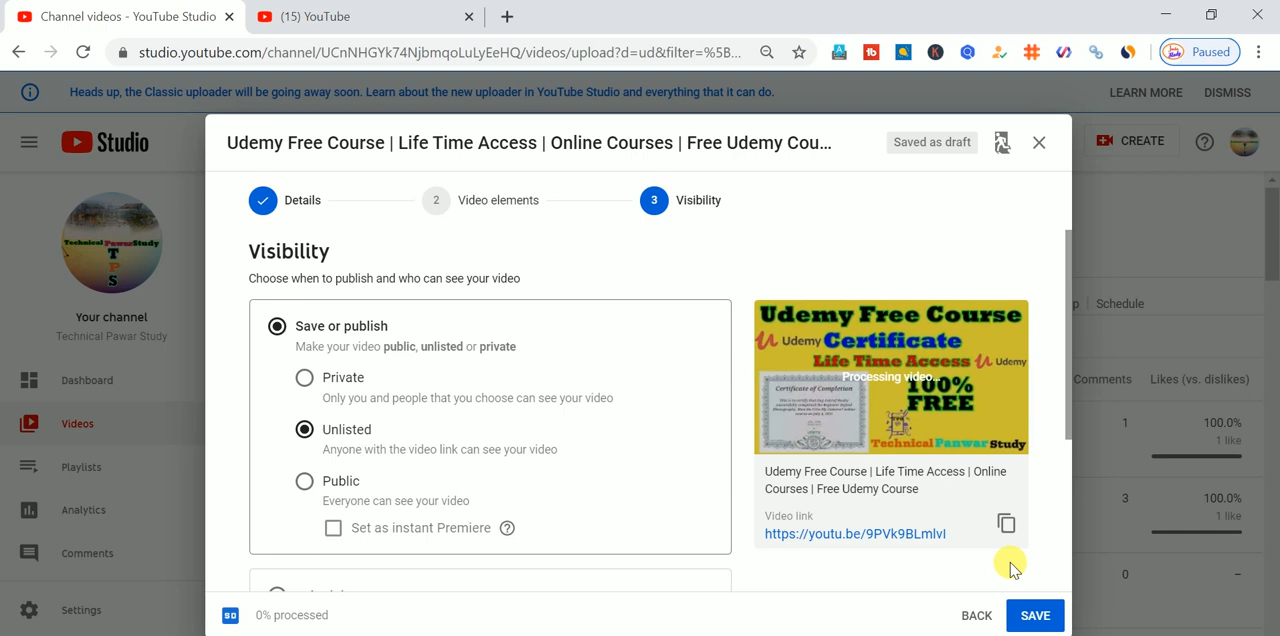 Channel videos - YouTube Studio
(15) YouTube
studio.youtube.com/channel/UCnNHGYk74NjbmqoLuLyEeHQ/videos/upload?d=ud&filter=%5B...
Paused
Heads up, the Classic uploader will be going away soon. Learn about the new uploader in YouTube Studio and everything that it can do.
LEARN MORE
DISMISS
Studio
CREATE
Udemy Free Course | Life Time Access | Online Courses | Free Udemy Cou...
Saved as draft
Details
2 Video elements
3 Visibility
Technical PawarStudy
T
P
S
Your channel
Technical Pawar Study
Dashboard
Videos
Playlists
Analytics
Comments
Settings
Visibility
Choose when to publish and who can see your video
Save or publish
Make your video public, unlisted or private
Private
Only you and people that you choose can see your video
Unlisted
Anyone with the video link can see your video
Public
Everyone can see your video
Set as instant Premiere
Udemy Free Course
Udemy Certificate
Life Time Access Udemy
Processing video...
100%
FREE
Certificate of Completion
Technical Panwar Study
Udemy Free Course | Life Time Access | Online
Courses | Free Udemy Course
Video link
https://youtu.be/9PVk9BLmlvI
p | Schedule
Comments
Likes (vs. dislikes)
1
100.0%
1 like
3
100.0%
1 like
0
–
SD
0% processed
BACK
SAVE